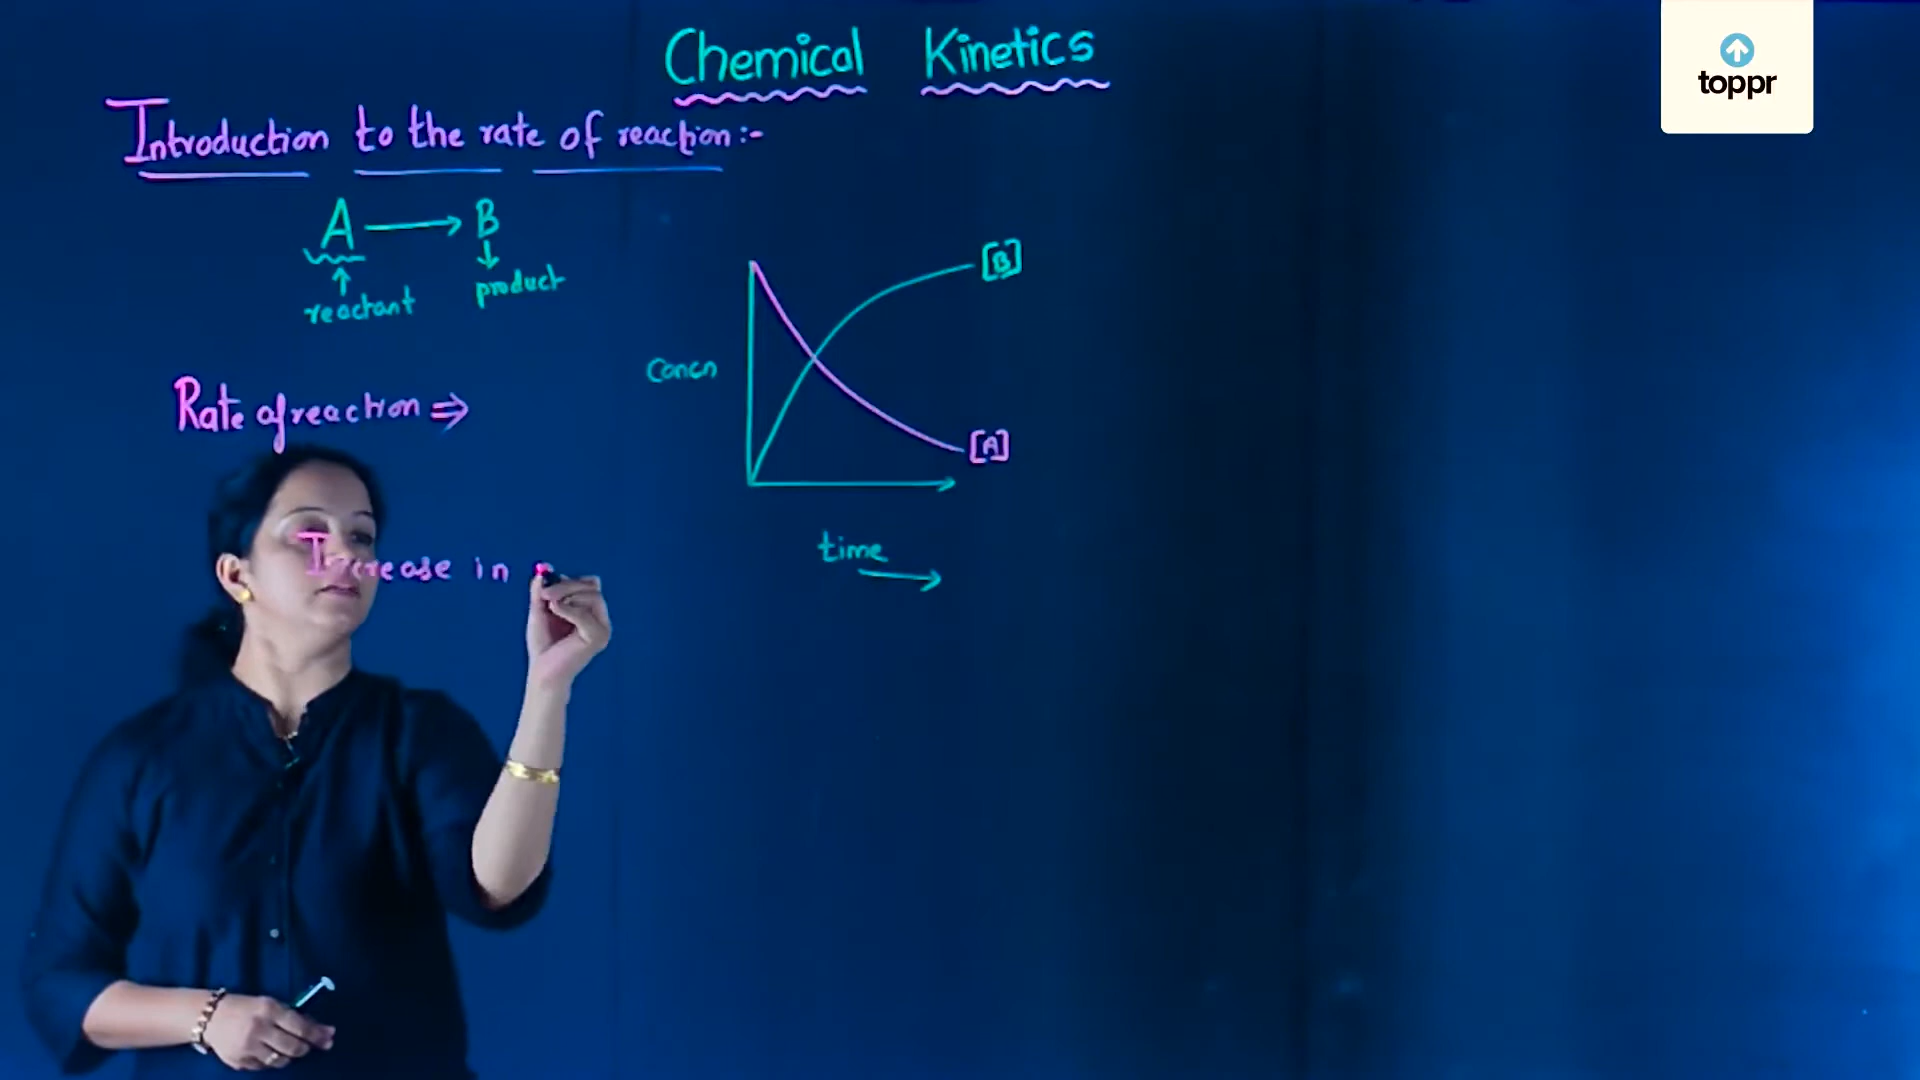 Chemical Kinetics
toppr
Introduction to the rate of reaction:-
A → B
reactant
product
[B]
Concn
Rate of reaction ⇒
[A]
time
Increase in